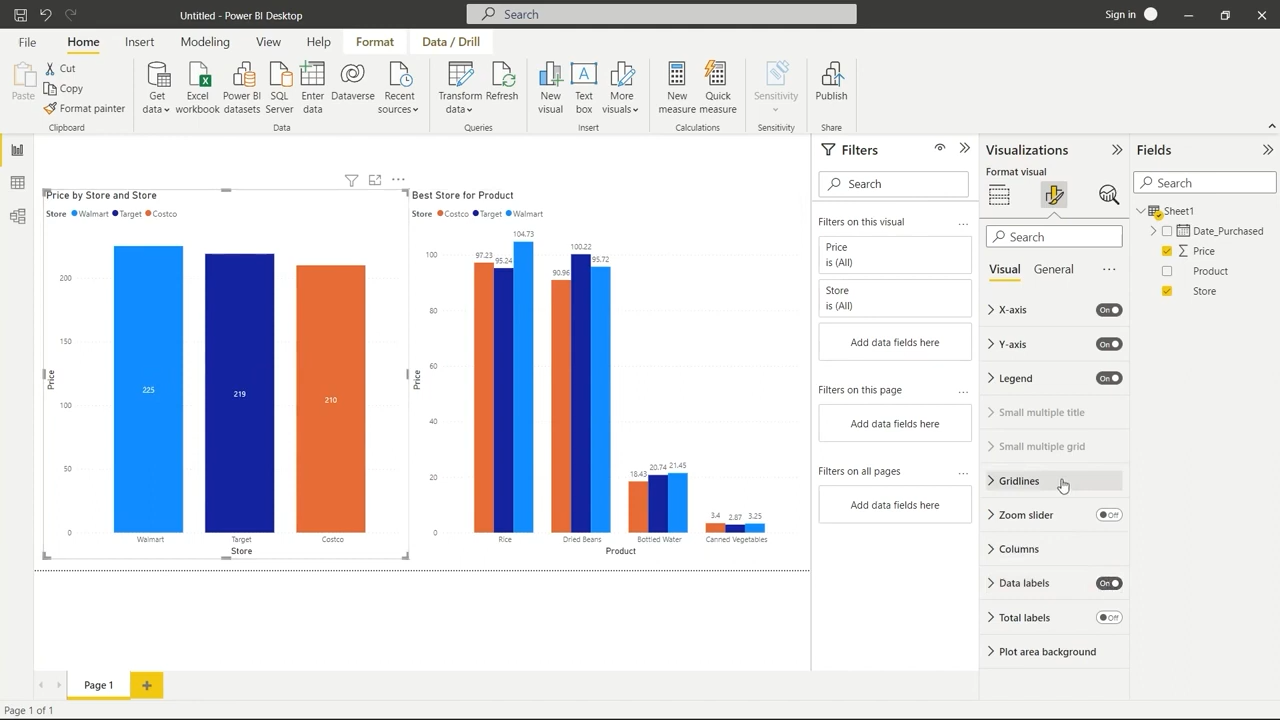 Untitled - Power BI Desktop
Search
Sign in
File
Home
Insert
Modeling
View
Help
Format
Data / Drill
Paste
Cut
Copy
Format painter
Clipboard
Get data
Excel workbook
Power BI datasets
SQL Server
Enter data
Dataverse
Recent sources
Data
Transform data
Refresh
Queries
New visual
Text box
More visuals
Insert
New measure
Quick measure
Calculations
Sensitivity
Sensitivity
Publish
Share
Price by Store and Store
Store Walmart Target Costco
200
150
100
50
0
Price
225
219
210
Walmart
Target
Costco
Store
Best Store for Product
Store Costco Target Walmart
100
80
60
40
20
0
Price
97.23
95.24
104.73
90.96
100.22
95.72
18.43
20.74
21.45
3.4
2.87
3.25
Rice
Dried Beans
Bottled Water
Canned Vegetables
Product
Filters
Search
Filters on this visual
...
Price
is (All)
Store
is (All)
Add data fields here
Filters on this page
...
Add data fields here
Filters on all pages
...
Add data fields here
Visualizations
Format visual
Search
Visual
General
...
X-axis
On
Y-axis
On
Legend
On
Small multiple title
Small multiple grid
Gridlines
Zoom slider
Off
Columns
Data labels
On
Total labels
Off
Plot area background
Fields
Search
Sheet1
Date_Purchased
Σ Price
Product
Store
Page 1
Page 1 of 1